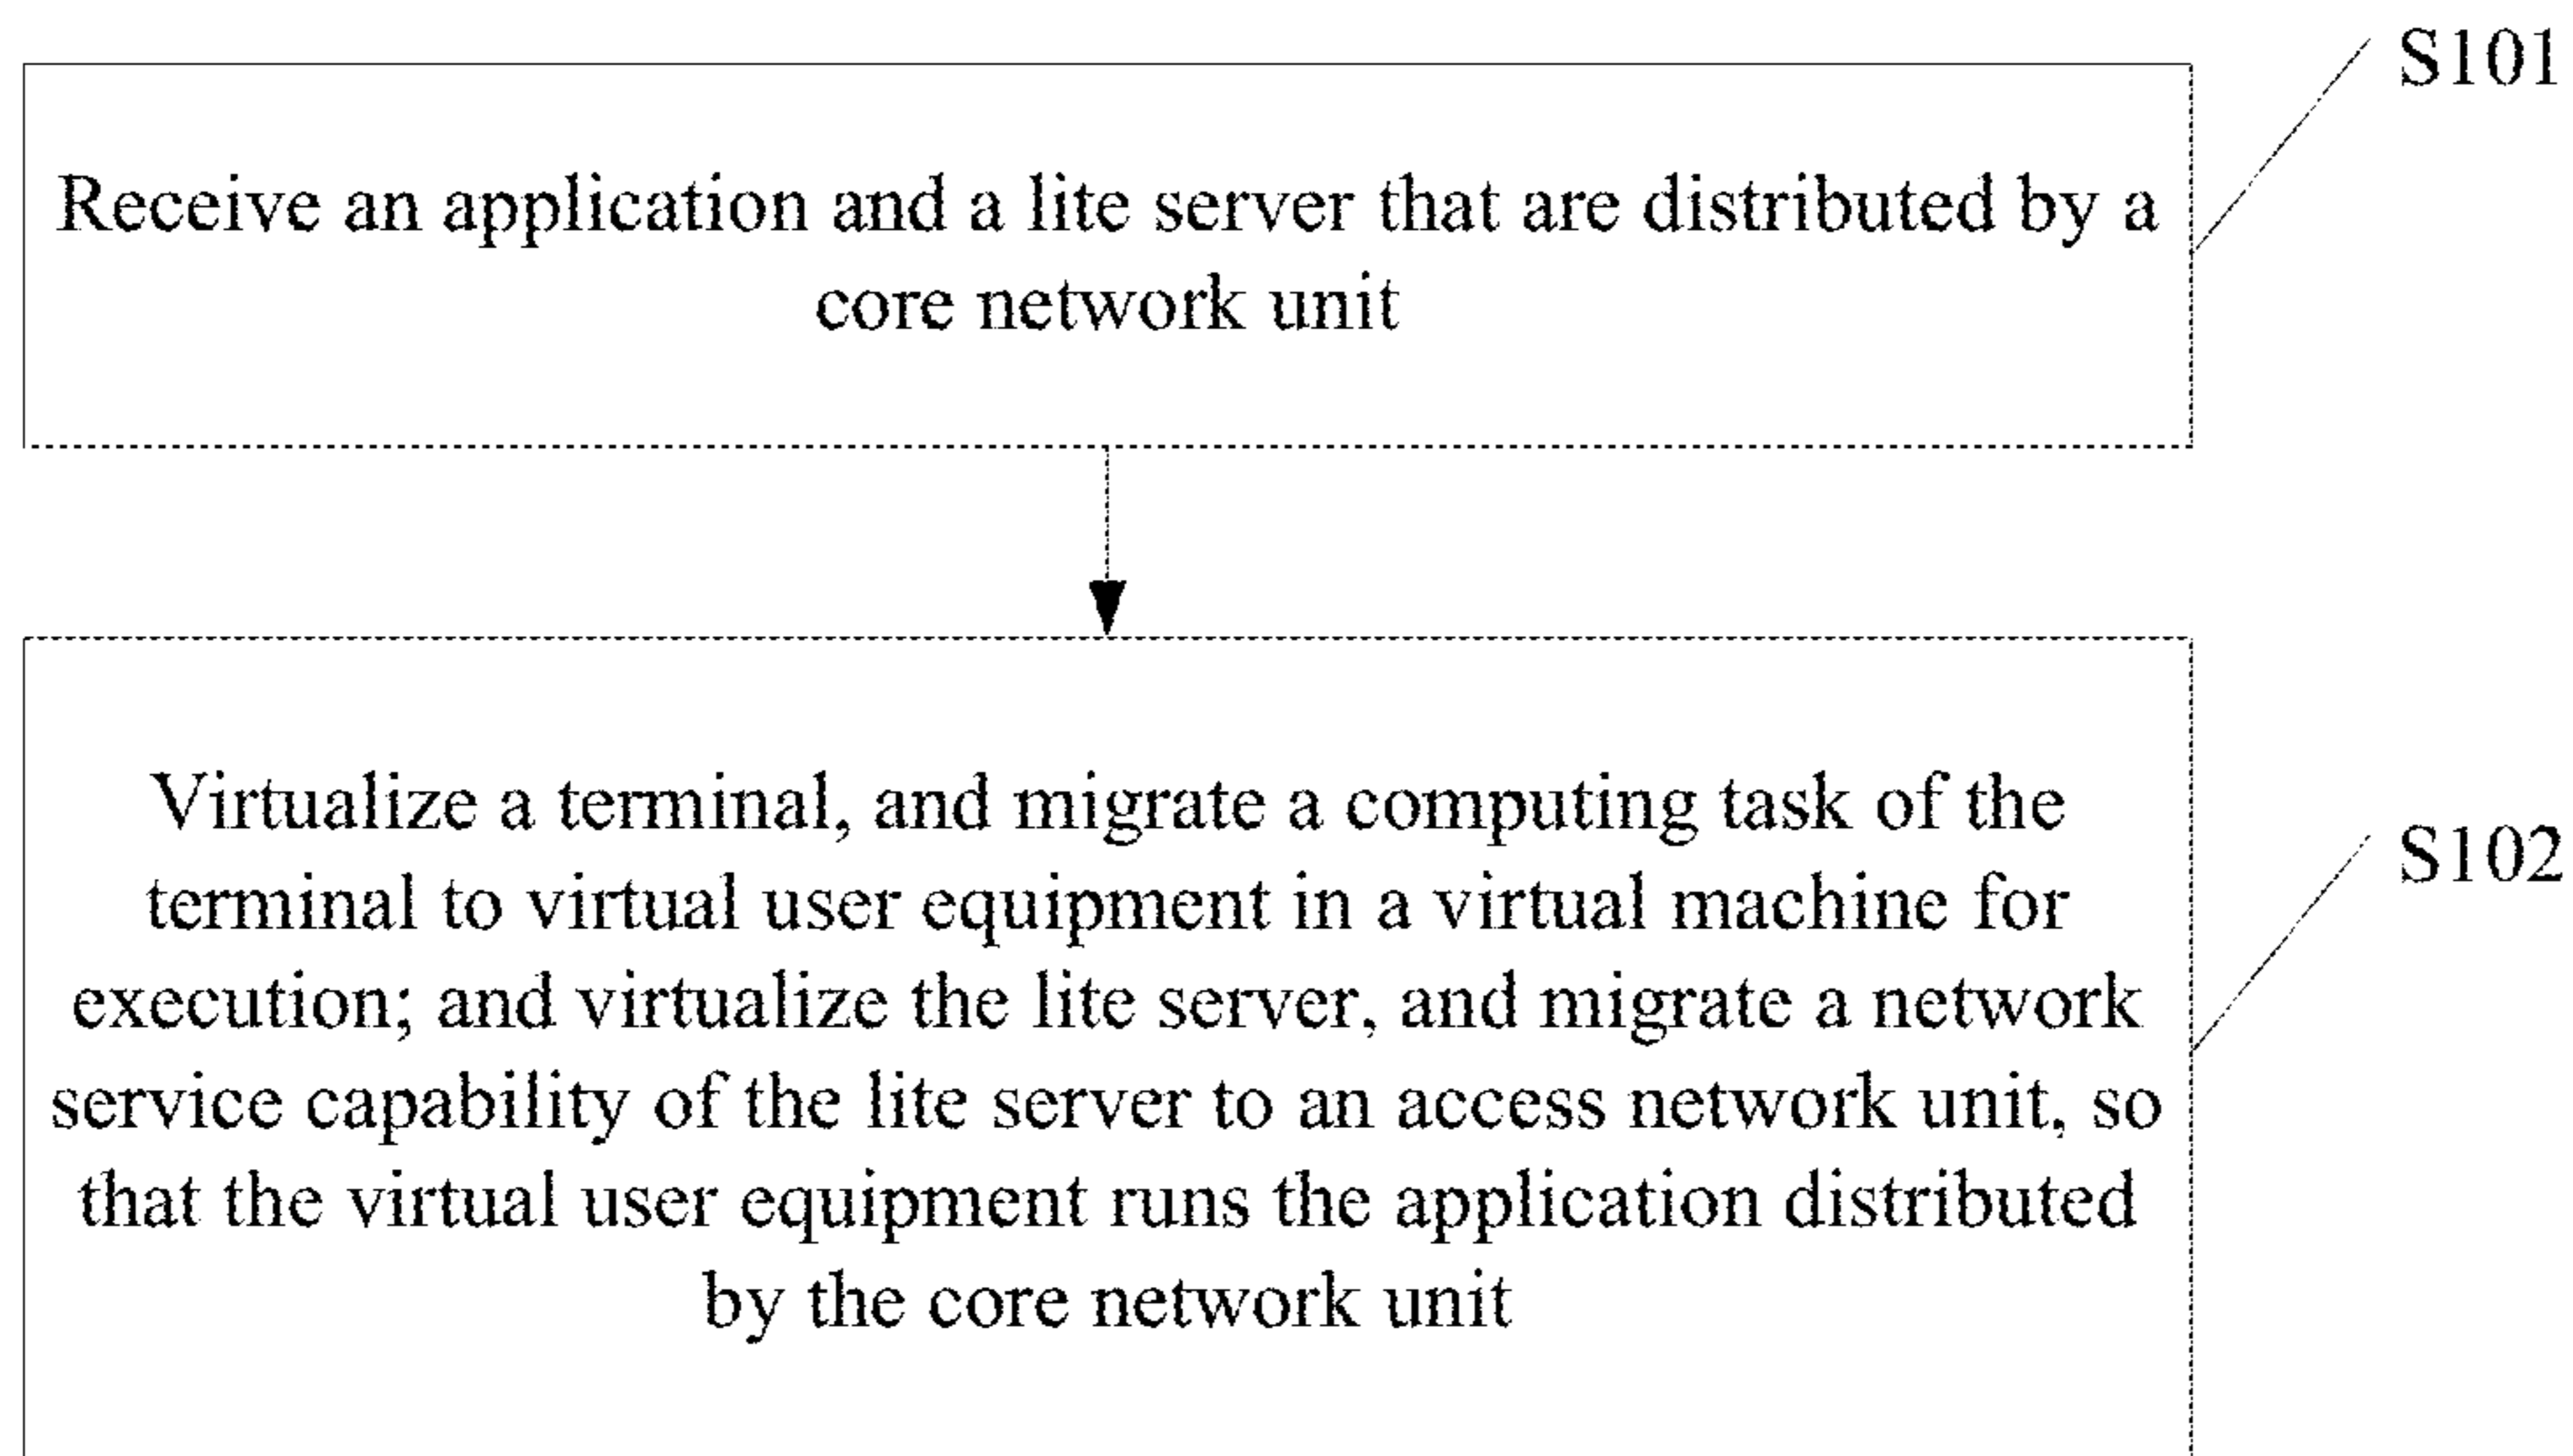 S101
Receive an application and a lite server that are distributed by a
core network unit
Virtualize a terminal, and migrate a computing task of the
terminal to virtual user equipment in a virtual machine for
execution; and virtualize the lite server, and migrate a network
service capability of the lite server to an access network unit, so
that the virtual user equipment runs the application distributed
by the core network unit
S102